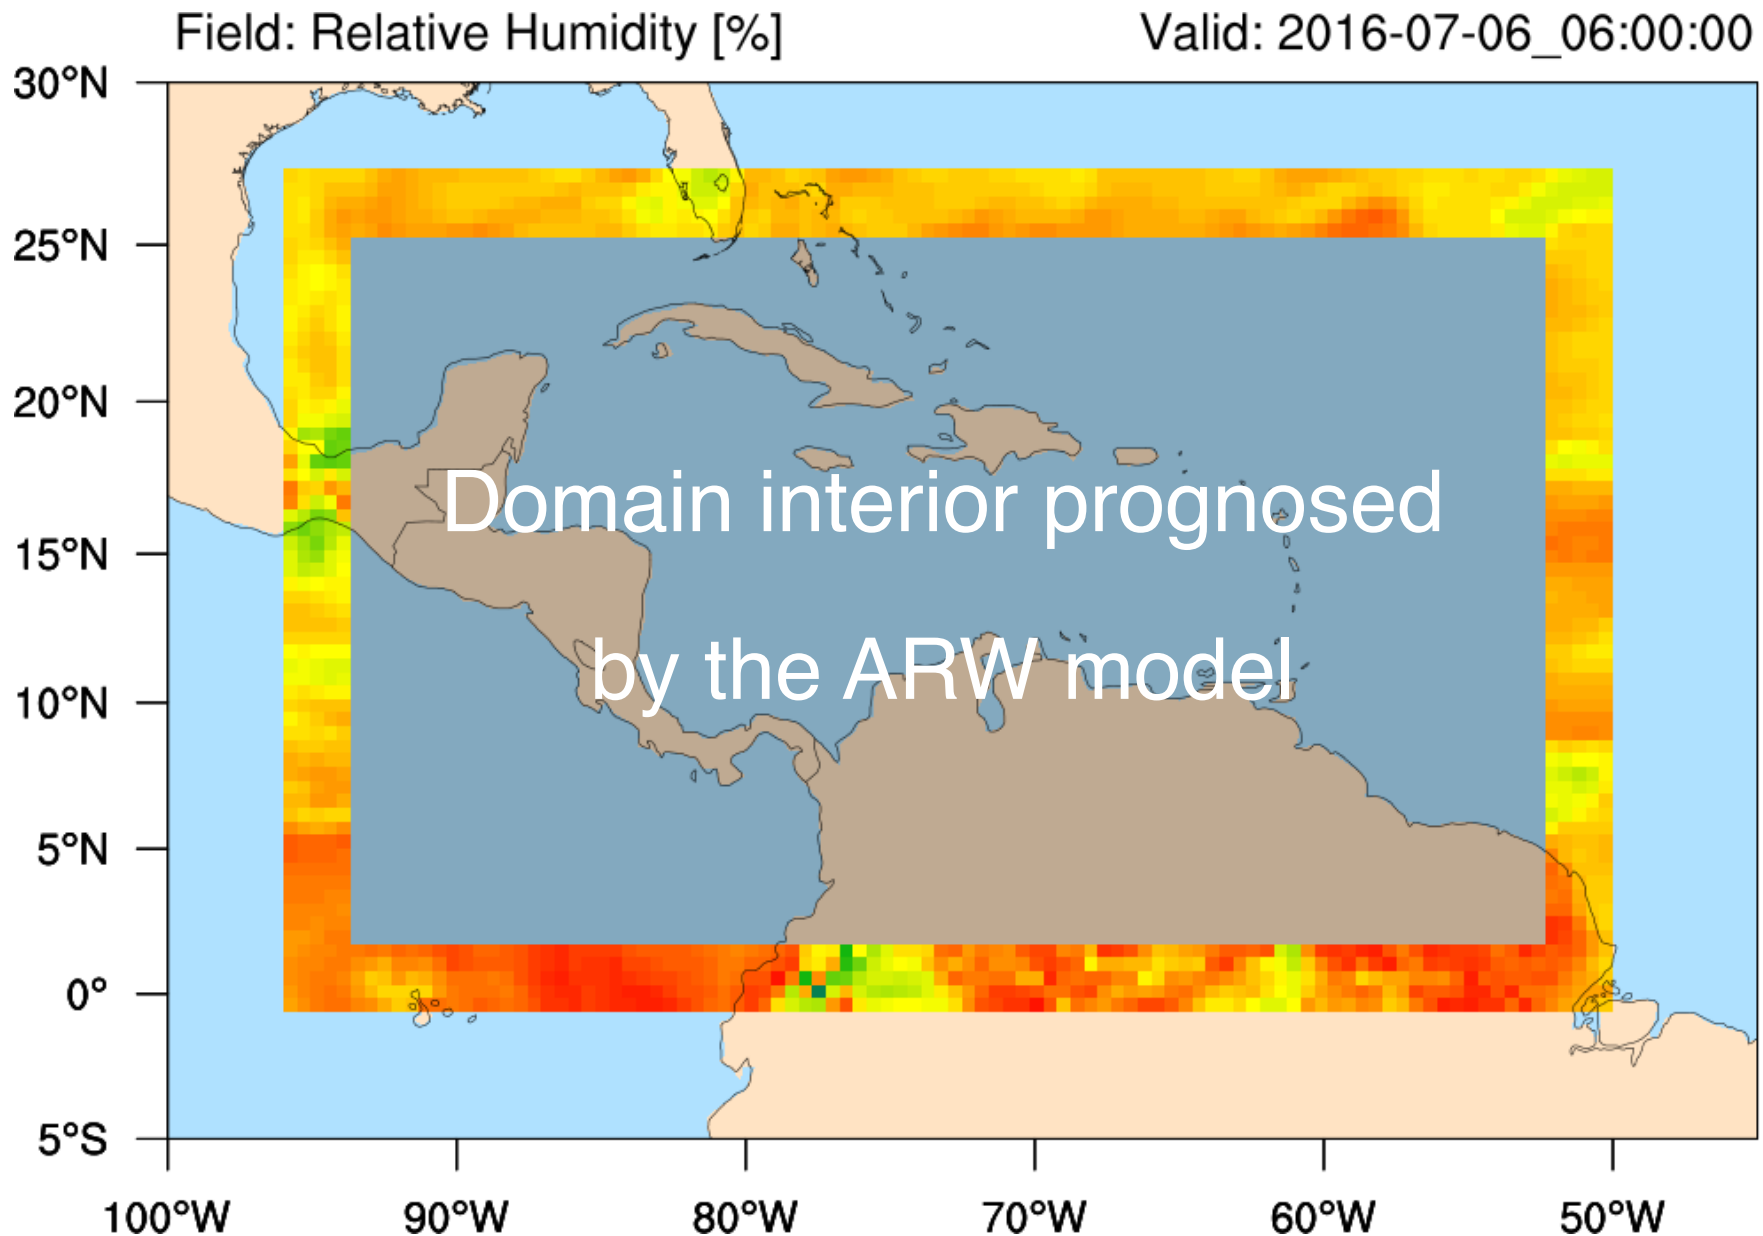 Field: Relative Humidity [%] Valid: 2016-07-06_06:00:00
30°N
25°N
20°N
15°N
10°N
5°N
0°
5°S
Domain interior prognosed
by the ARW model
100°W 90°W 80°W 70°W 60°W 50°W